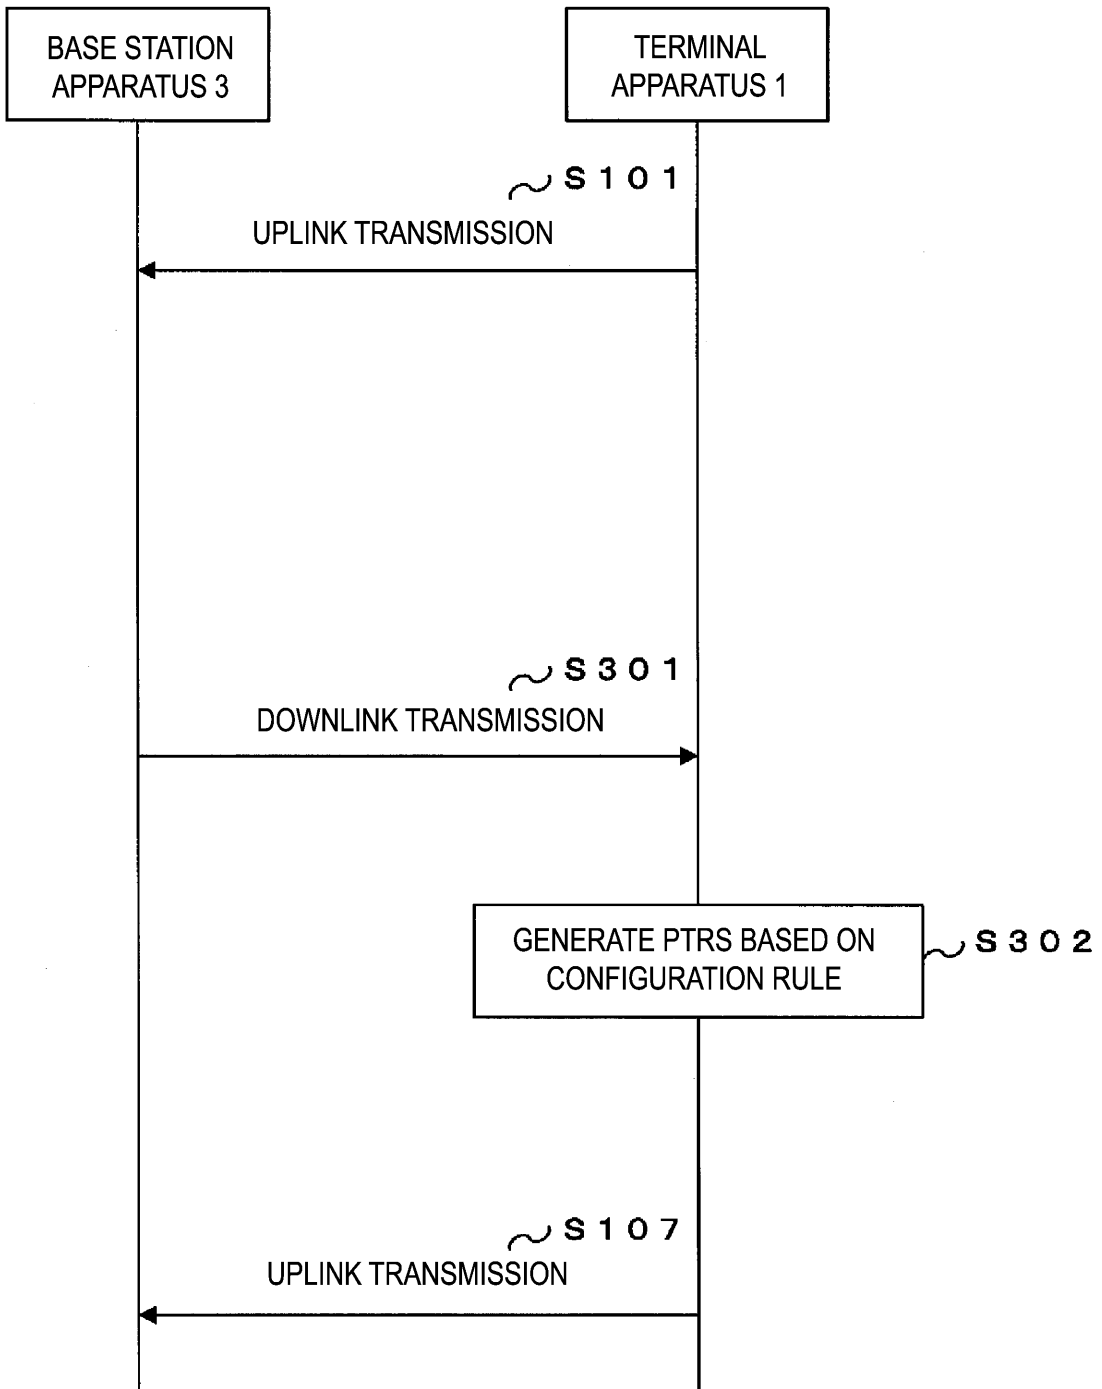 BASE STATION
APPARATUS 3
TERMINAL
APPARATUS 1
S101
UPLINK TRANSMISSION
S301
DOWNLINK TRANSMISSION
GENERATE PTRS BASED ON
CONFIGURATION RULE
S302
S107
UPLINK TRANSMISSION